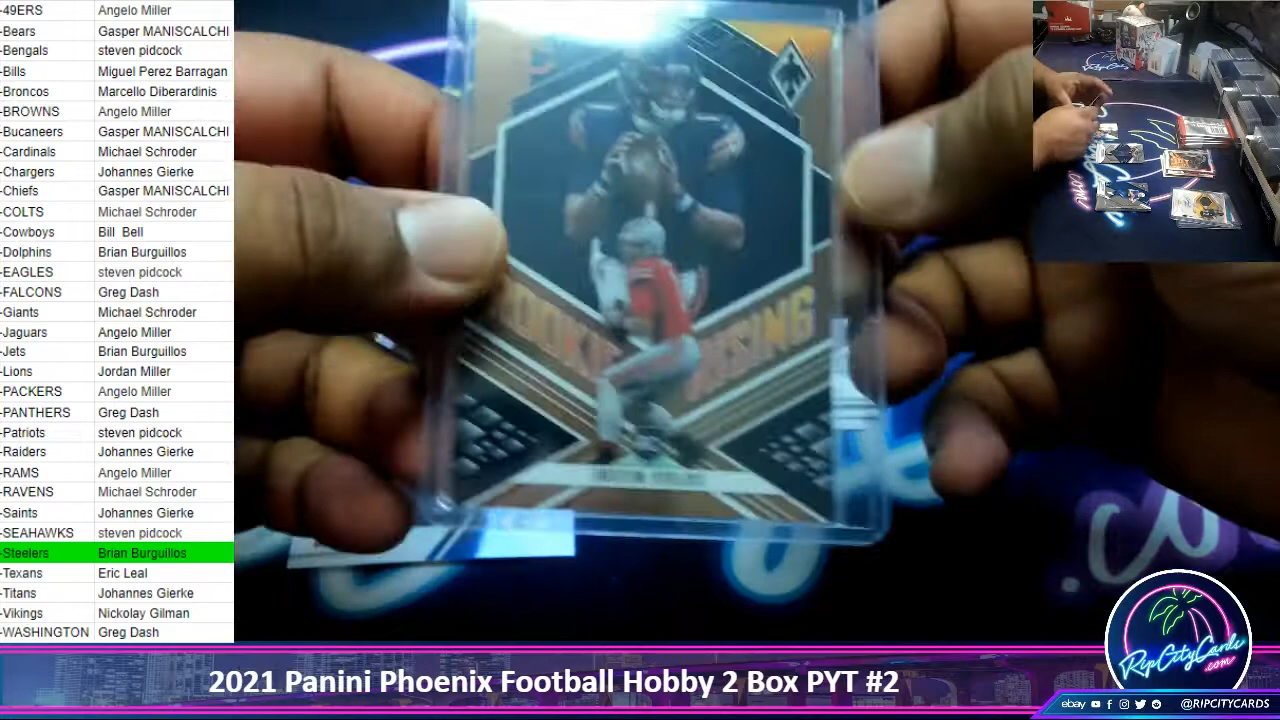 -49ERS Angelo Miller
-Bears Gasper MANISCALCHI
-Bengals steven pidcock
-Bills Miguel Perez Barragan
-Broncos Marcello Diberardinis
-BROWNS Angelo Miller
-Bucaneers Gasper MANISCALCHI
-Cardinals Michael Schroder
-Chargers Johannes Gierke
-Chiefs Gasper MANISCALCHI
-COLTS Michael Schroder
-Cowboys Bill Bell
-Dolphins Brian Burguillos
-EAGLES steven pidcock
-FALCONS Greg Dash
-Giants Michael Schroder
-Jaguars Angelo Miller
-Jets Brian Burguillos
-Lions Jordan Miller
-PACKERS Angelo Miller
-PANTHERS Greg Dash
-Patriots steven pidcock
-Raiders Johannes Gierke
-RAMS Angelo Miller
-RAVENS Michael Schroder
-Saints Johannes Gierke
-SEAHAWKS steven pidcock
-Steelers Brian Burguillos
-Texans Eric Leal
-Titans Johannes Gierke
-Vikings Nickolay Gilman
-WASHINGTON Greg Dash
2021 Panini Phoenix Football Hobby 2 Box PYT #2
RipCityCards
.com
ebay @RIPCITYCARDS